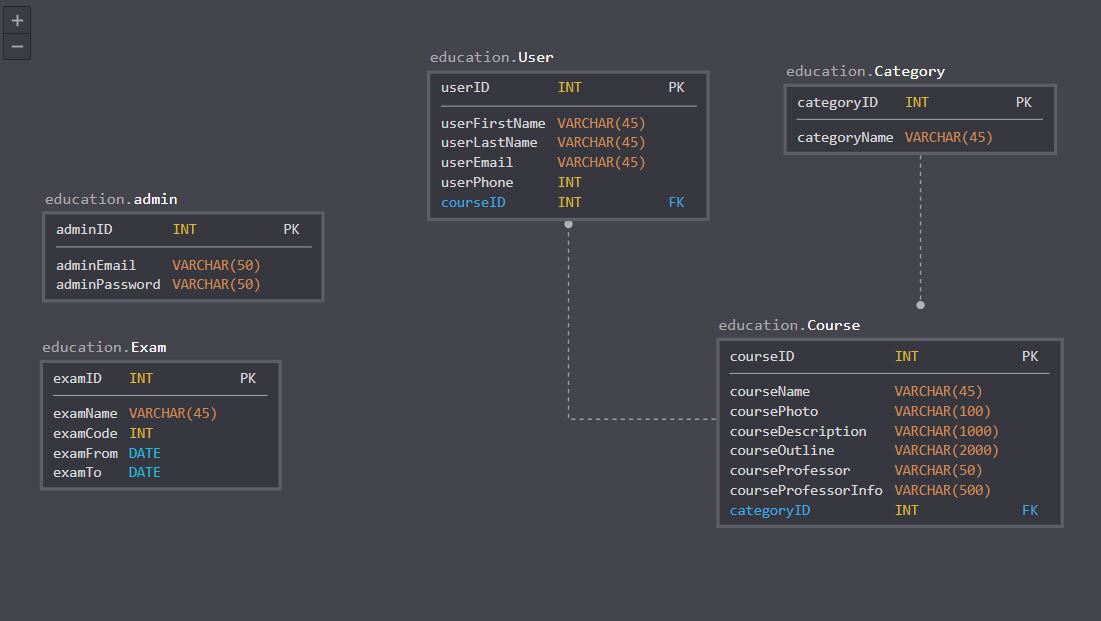 +
−
education.User
userID INT PK
userFirstName VARCHAR(45)
userLastName VARCHAR(45)
userEmail VARCHAR(45)
userPhone INT
courseID INT FK
education.Category
categoryID INT PK
categoryName VARCHAR(45)
education.admin
adminID INT PK
adminEmail VARCHAR(50)
adminPassword VARCHAR(50)
education.Exam
examID INT PK
examName VARCHAR(45)
examCode INT
examFrom DATE
examTo DATE
education.Course
courseID INT PK
courseName VARCHAR(45)
coursePhoto VARCHAR(100)
courseDescription VARCHAR(1000)
courseOutline VARCHAR(2000)
courseProfessor VARCHAR(50)
courseProfessorInfo VARCHAR(500)
categoryID INT FK